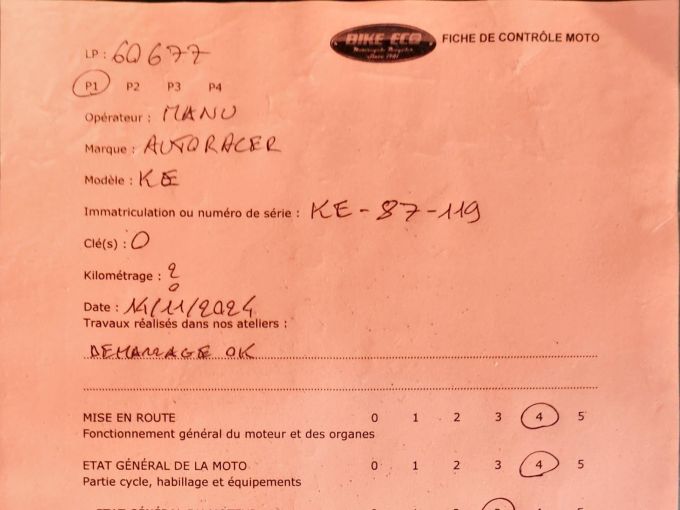 BIKE ECO
FICHE DE CONTRÔLE MOTO
LP : 60677
P1 P2 P3 P4
Opérateur : MANU
Marque : AUTORACER
Modèle : KE
Immatriculation ou numéro de série : KE-87-119
Clé(s) : 0
Kilométrage : ?
Date : 14/11/2024
Travaux réalisés dans nos ateliers :
DEMARRAGE OK
MISE EN ROUTE 0 1 2 3 4 5
Fonctionnement général du moteur et des organes
ETAT GÉNÉRAL DE LA MOTO 0 1 2 3 4 5
Partie cycle, habillage et équipements